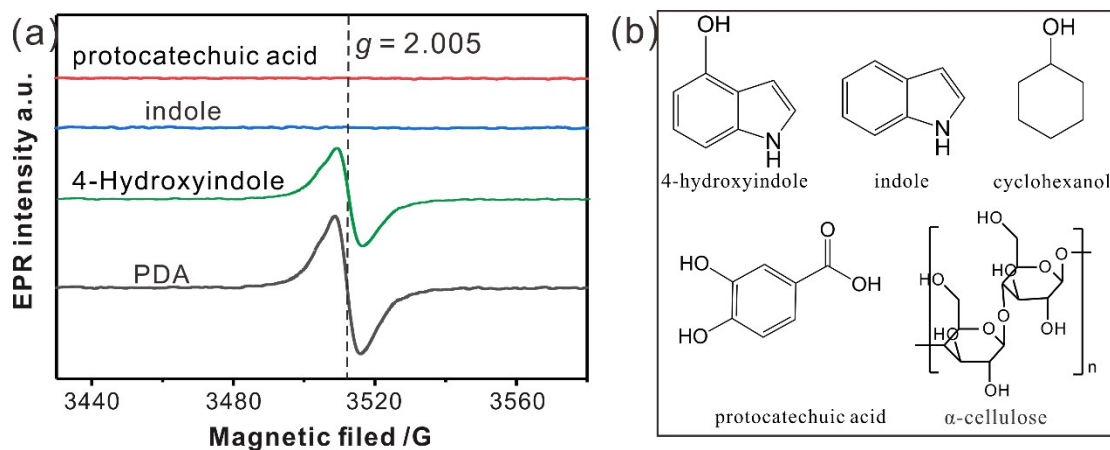 (a)
protocatechuic acid
g = 2.005
indole
4-Hydroxyindole
PDA
EPR intensity a.u.
3440 3480 3520 3560
Magnetic filed /G
(b)
OH
N
H
4-hydroxyindole
N
H
indole
OH
cyclohexanol
HO
HO
O
OH
protocatechuic acid
HO
HO
O
O
OH
OH
HO
HO
O
O
OH
OH
O
n
α-cellulose